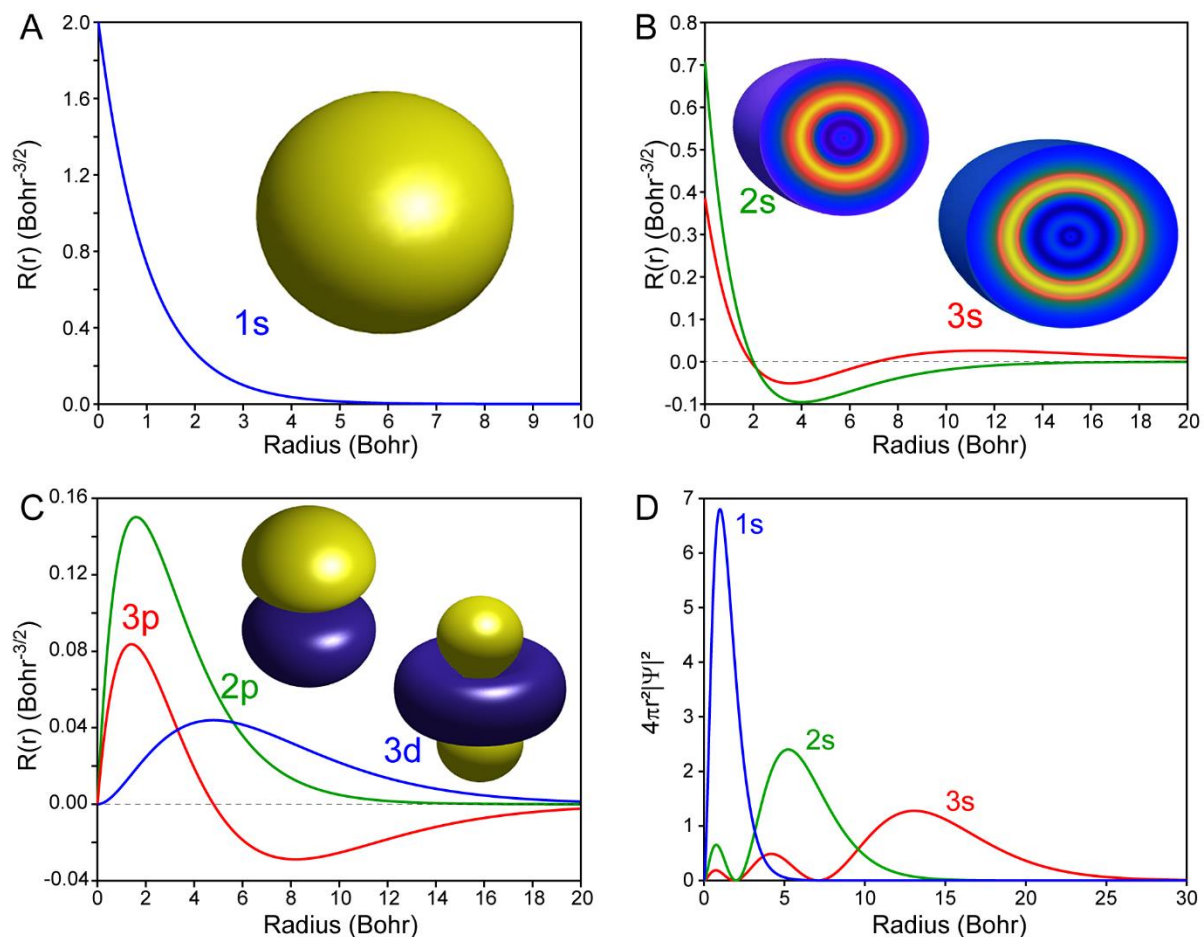 A
2.0
1.6
1.2
0.8
0.4
0.0
R(r) (Bohr⁻³/²)
1s
0 1 2 3 4 5 6 7 8 9 10
Radius (Bohr)
B
0.8
0.7
0.6
0.5
0.4
0.3
0.2
0.1
0.0
-0.1
R(r) (Bohr⁻³/²)
2s
3s
0 2 4 6 8 10 12 14 16 18 20
Radius (Bohr)
C
0.16
0.12
0.08
0.04
0.00
-0.04
R(r) (Bohr⁻³/²)
3p
2p
3d
0 2 4 6 8 10 12 14 16 18 20
Radius (Bohr)
D
7
6
5
4
3
2
1
0
4πr²|Ψ|²
1s
2s
3s
0 5 10 15 20 25 30
Radius (Bohr)